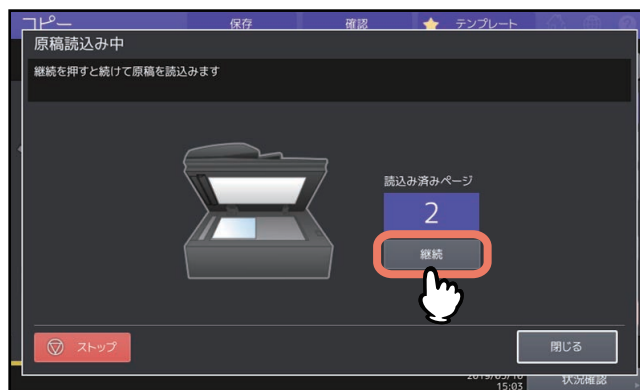 コピー
保存
確認
テンプレート
原稿読込み中
継続を押すと続けて原稿を読込みます
読込み済みページ
2
継続
ストップ
閉じる
15:03
状況確認